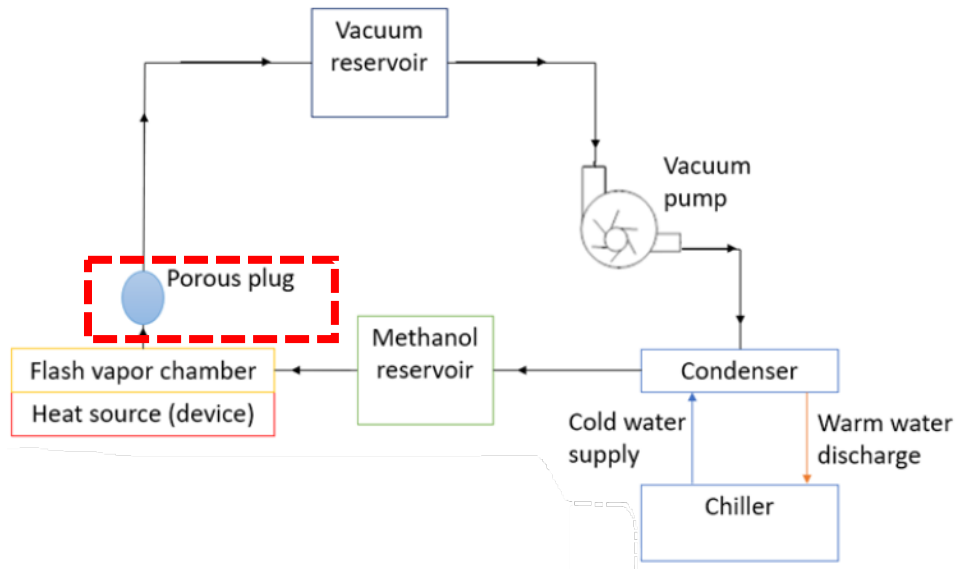 Vacuum
reservoir
Vacuum
pump
Porous plug
Methanol
reservoir
Flash vapor chamber
Heat source (device)
Condenser
Cold water
supply
Warm water
discharge
Chiller